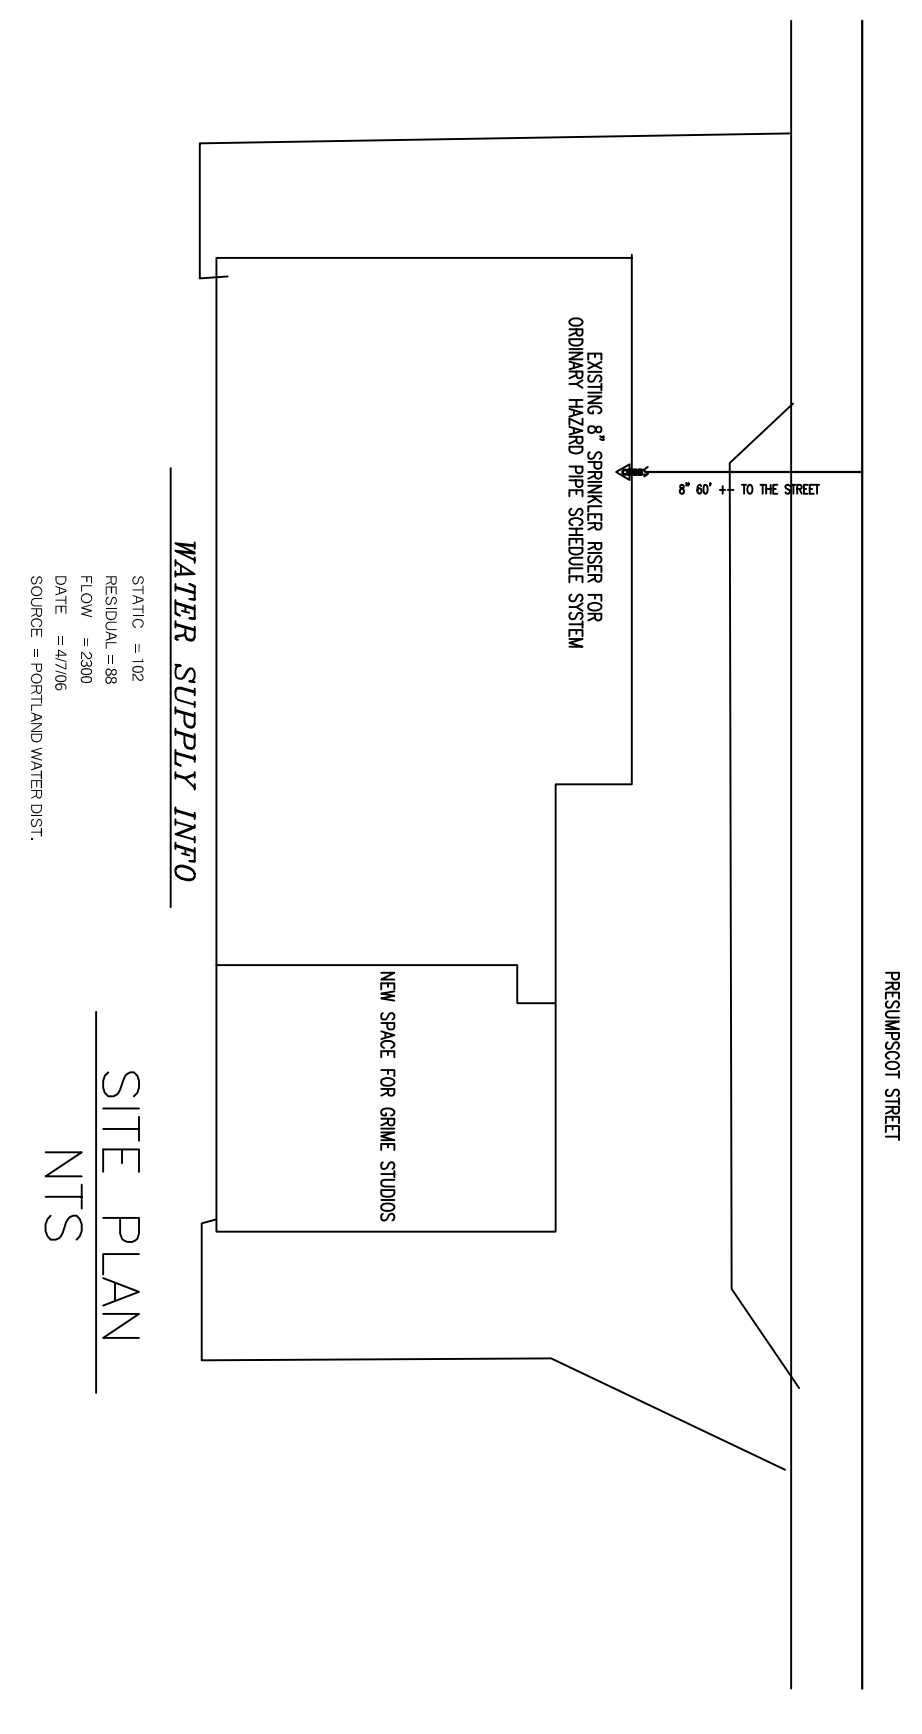 PRESUMPSCOT STREET
8" 60' +- TO THE STREET
EXISTING 8" SPRINKLER RISER FOR
ORDINARY HAZARD PIPE SCHEDULE SYSTEM
NEW SPACE FOR GRIME STUDIOS
WATER SUPPLY INFO
STATIC = 102
RESIDUAL = 88
FLOW = 2300
DATE = 4/7/06
SOURCE = PORTLAND WATER DIST.
SITE PLAN
NTS